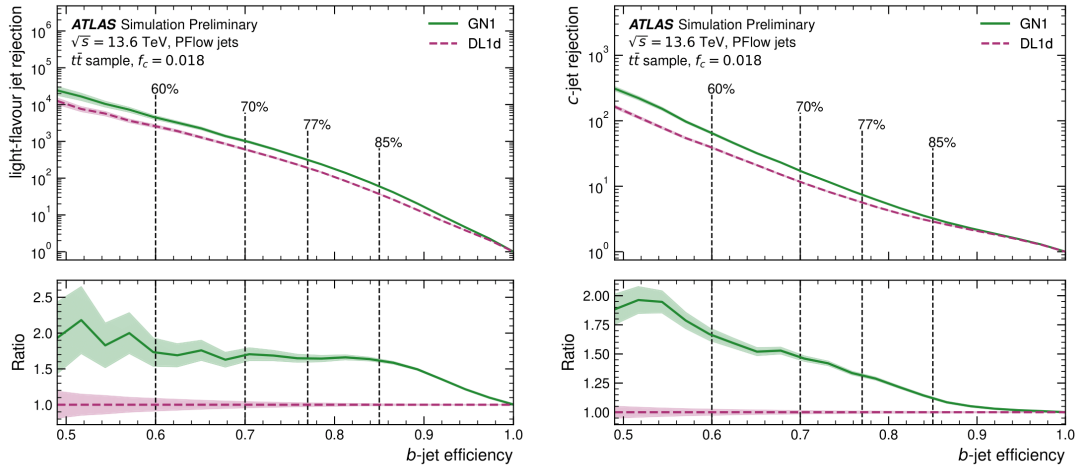 ATLAS Simulation Preliminary
√s = 13.6 TeV, PFlow jets
tt̄ sample, f_c = 0.018
GN1
DL1d
light-flavour jet rejection
10^6
10^5
10^4
10^3
10^2
10^1
10^0
60%
70%
77%
85%
Ratio
2.5
2.0
1.5
1.0
0.5 0.6 0.7 0.8 0.9 1.0
b-jet efficiency
ATLAS Simulation Preliminary
√s = 13.6 TeV, PFlow jets
tt̄ sample, f_c = 0.018
GN1
DL1d
c-jet rejection
10^3
10^2
10^1
10^0
60%
70%
77%
85%
Ratio
2.00
1.75
1.50
1.25
1.00
0.5 0.6 0.7 0.8 0.9 1.0
b-jet efficiency